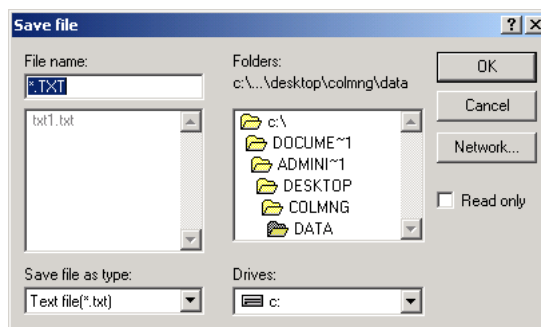 Save file
File name:
*.TXT
txt1.txt
Save file as type:
Text file(*.txt)
Folders:
c:\...\desktop\colmng\data
c:\
DOCUME~1
ADMINI~1
DESKTOP
COLMNG
DATA
Drives:
c:
OK
Cancel
Network...
Read only